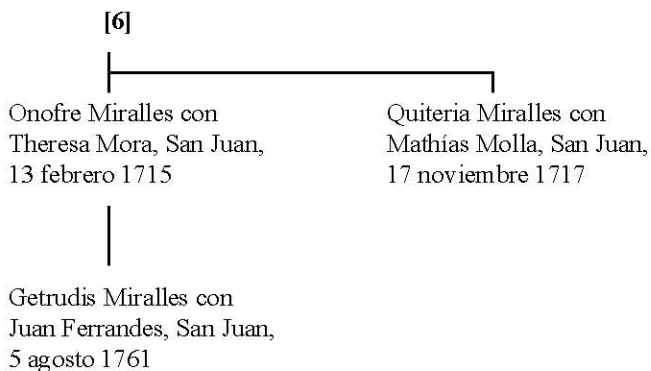 [6]
Onofre Miralles con
Theresa Mora, San Juan,
13 febrero 1715
Quiteria Miralles con
Mathías Molla, San Juan,
17 noviembre 1717
Getrudis Miralles con
Juan Ferrandes, San Juan,
5 agosto 1761